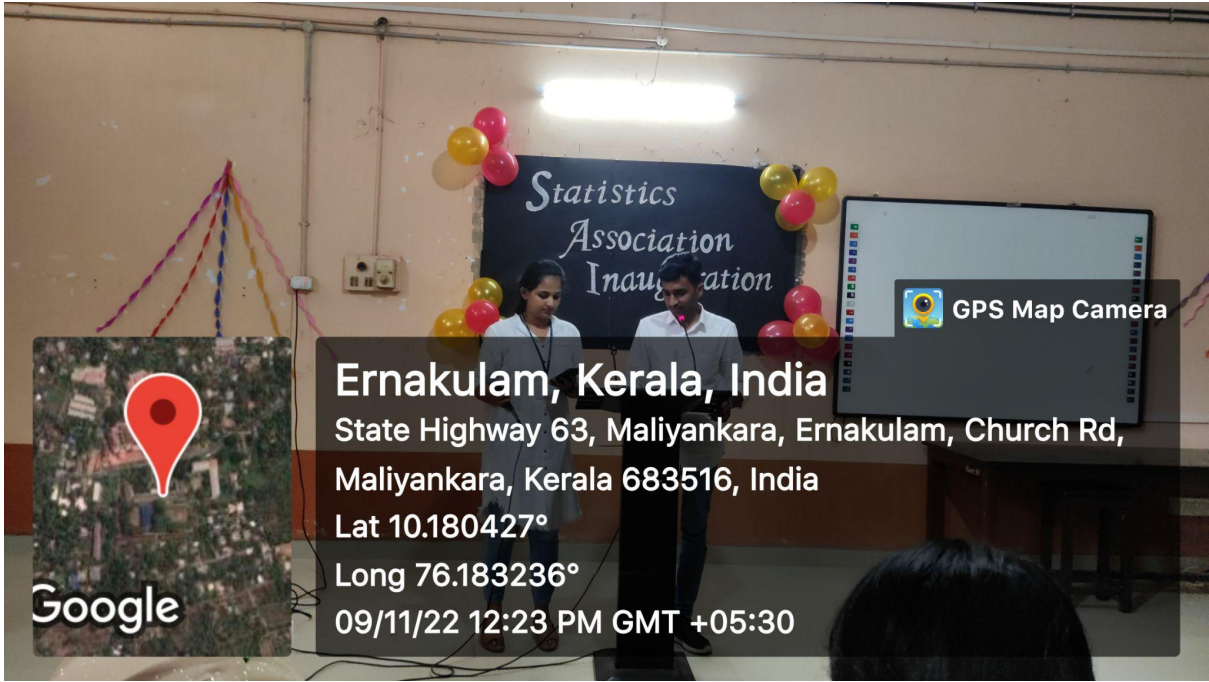 Statistics
Association
Inauguration
GPS Map Camera
Ernakulam, Kerala, India
State Highway 63, Maliyankara, Ernakulam, Church Rd,
Maliyankara, Kerala 683516, India
Lat 10.180427°
Long 76.183236°
09/11/22 12:23 PM GMT +05:30
Google